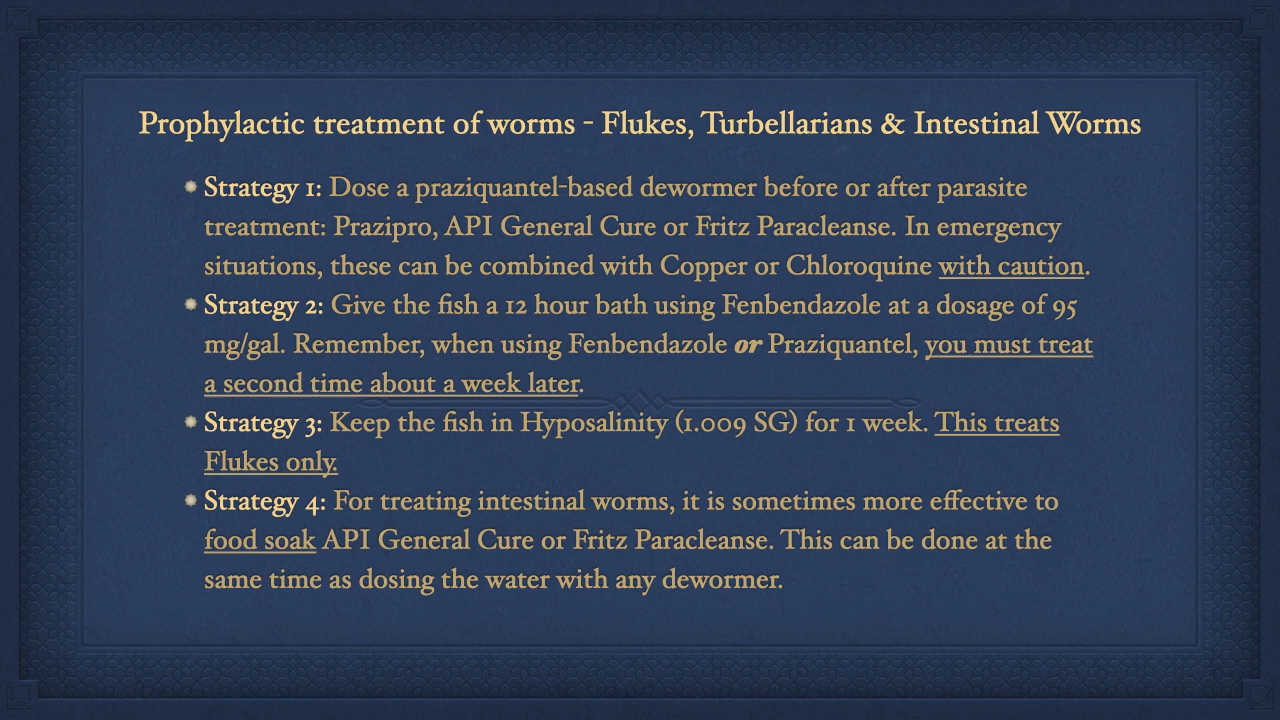 Prophylactic treatment of worms - Flukes, Turbellarians & Intestinal Worms
Strategy 1: Dose a praziquantel-based dewormer before or after parasite
treatment: Prazipro, API General Cure or Fritz Paracleanse. In emergency
situations, these can be combined with Copper or Chloroquine with caution.
Strategy 2: Give the fish a 12 hour bath using Fenbendazole at a dosage of 95
mg/gal. Remember, when using Fenbendazole or Praziquantel, you must treat
a second time about a week later.
Strategy 3: Keep the fish in Hyposalinity (1.009 SG) for 1 week. This treats
Flukes only.
Strategy 4: For treating intestinal worms, it is sometimes more effective to
food soak API General Cure or Fritz Paracleanse. This can be done at the
same time as dosing the water with any dewormer.